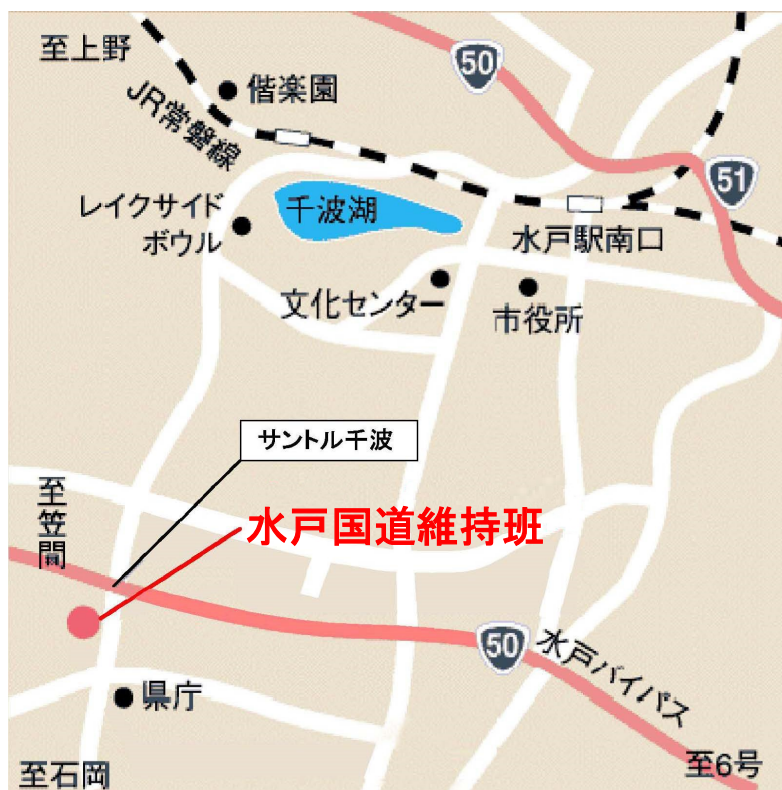 至上野
50
偕楽園
JR常磐線
51
レイクサイド
ボウル
千波湖
水戸駅南口
文化センター
市役所
サントル千波
至笠間
水戸国道維持班
50
水戸バイパス
県庁
至石岡
至6号